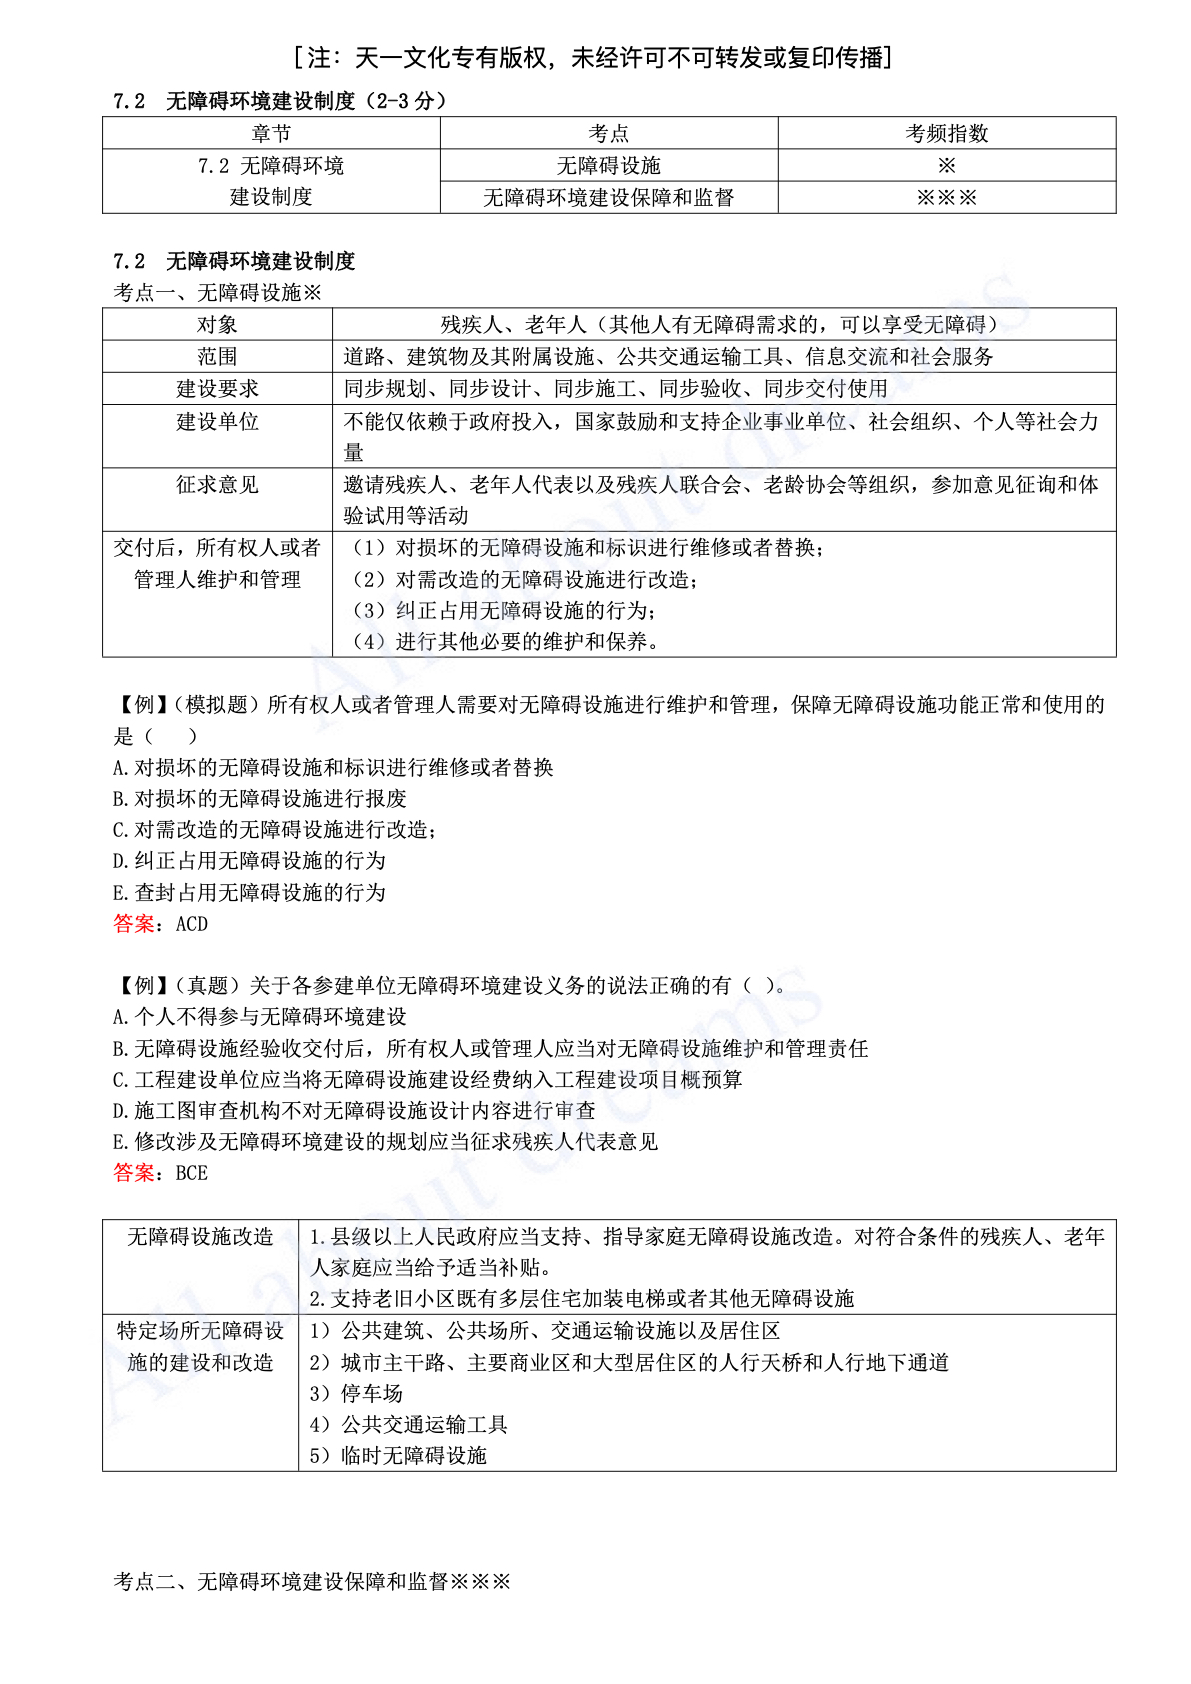 [注：天一文化专有版权，未经许可不可转发或复印传播]
7.2 无障碍环境建设制度（2-3 分）
章节 考点 考频指数
7.2 无障碍环境 无障碍设施 ※
建设制度 无障碍环境建设保障和监督 ※※※
7.2 无障碍环境建设制度
考点一、无障碍设施※
对象 残疾人、老年人（其他人有无障碍需求的，可以享受无障碍）
范围 道路、建筑物及其附属设施、公共交通运输工具、信息交流和社会服务
建设要求 同步规划、同步设计、同步施工、同步验收、同步交付使用
建设单位 不能仅依赖于政府投入，国家鼓励和支持企业事业单位、社会组织、个人等社会力
量
征求意见 邀请残疾人、老年人代表以及残疾人联合会、老龄协会等组织，参加意见征询和体
验试用等活动
交付后，所有权人或者 （1）对损坏的无障碍设施和标识进行维修或者替换；
管理人维护和管理 （2）对需改造的无障碍设施进行改造；
（3）纠正占用无障碍设施的行为；
（4）进行其他必要的维护和保养。
【例】（模拟题）所有权人或者管理人需要对无障碍设施进行维护和管理，保障无障碍设施功能正常和使用的
是（ ）
A.对损坏的无障碍设施和标识进行维修或者替换
B.对损坏的无障碍设施进行报废
C.对需改造的无障碍设施进行改造；
D.纠正占用无障碍设施的行为
E.查封占用无障碍设施的行为
答案：ACD
【例】（真题）关于各参建单位无障碍环境建设义务的说法正确的有（ ）。
A.个人不得参与无障碍环境建设
B.无障碍设施经验收交付后，所有权人或管理人应当对无障碍设施维护和管理责任
C.工程建设单位应当将无障碍设施建设经费纳入工程建设项目概预算
D.施工图审查机构不对无障碍设施设计内容进行审查
E.修改涉及无障碍环境建设的规划应当征求残疾人代表意见
答案：BCE
无障碍设施改造 1.县级以上人民政府应当支持、指导家庭无障碍设施改造。对符合条件的残疾人、老年
人家庭应当给予适当补贴。
2.支持老旧小区既有多层住宅加装电梯或者其他无障碍设施
特定场所无障碍设 1）公共建筑、公共场所、交通运输设施以及居住区
施的建设和改造 2）城市主干路、主要商业区和大型居住区的人行天桥和人行地下通道
3）停车场
4）公共交通运输工具
5）临时无障碍设施
考点二、无障碍环境建设保障和监督※※※
All about dreams
All about dreams